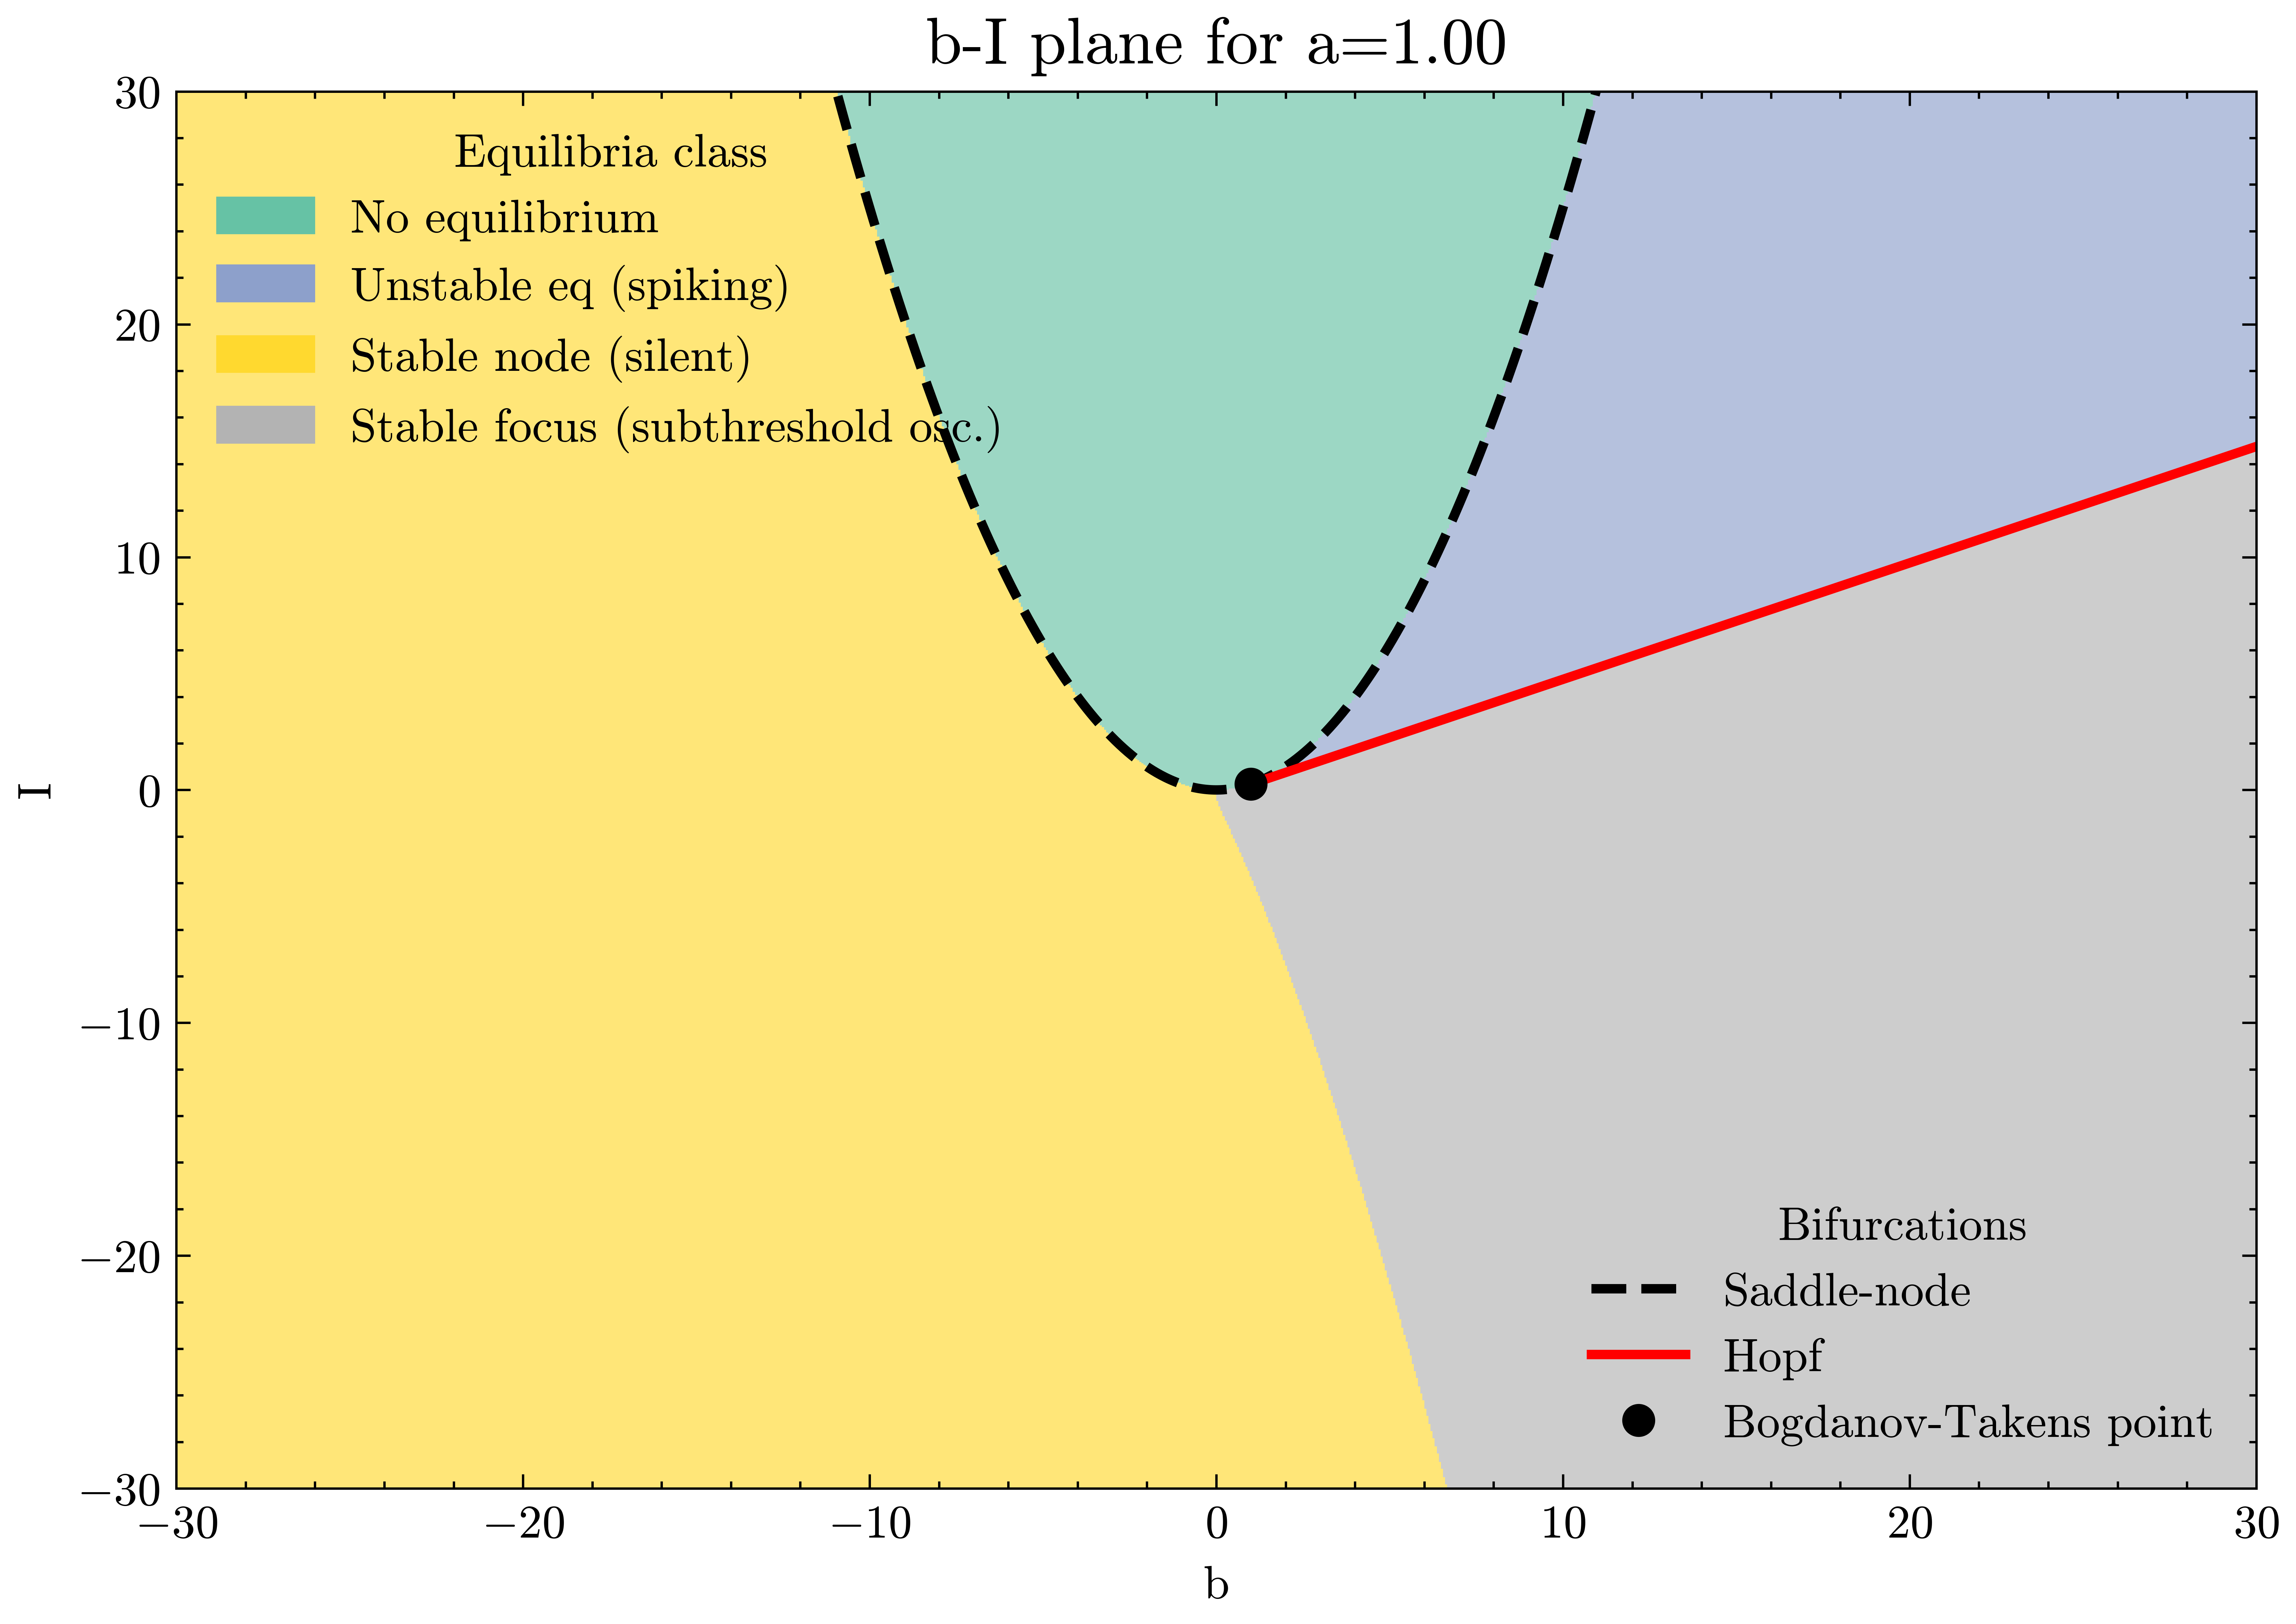 b-I plane for a=1.00
30
20
10
0
−10
−20
−30
I
Equilibria class
No equilibrium
Unstable eq (spiking)
Stable node (silent)
Stable focus (subthreshold osc.)
Bifurcations
Saddle-node
Hopf
Bogdanov-Takens point
−30 −20 −10 0 10 20 30
b